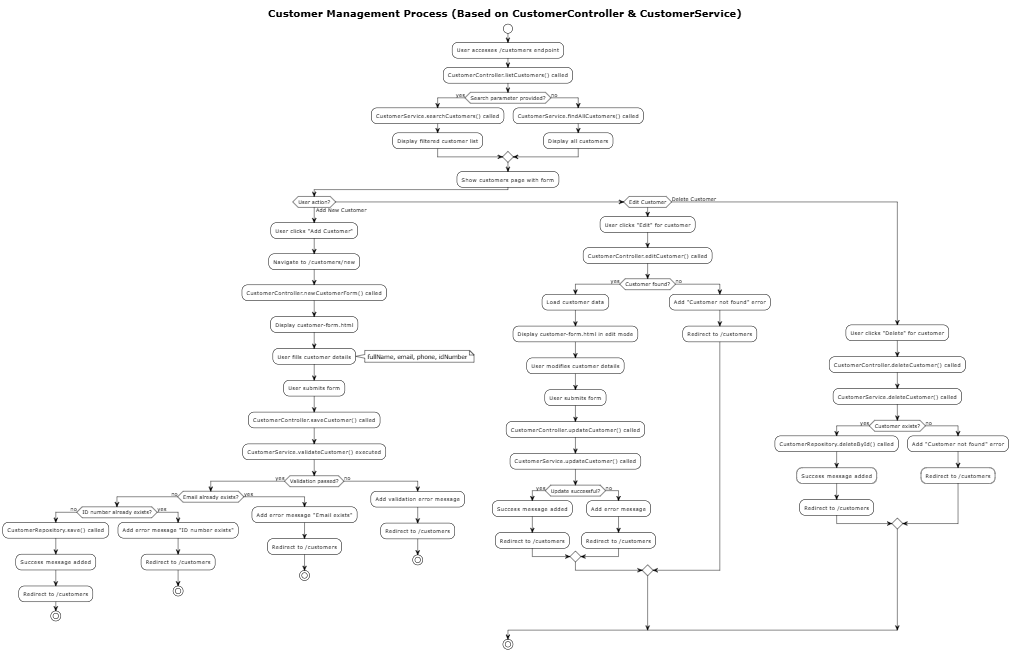 Customer Management Process (Based on CustomerController & CustomerService)
User accesses /customers endpoint
CustomerController.listCustomers() called
Search parameter provided?
yes
no
CustomerService.searchCustomers() called
CustomerService.findAllCustomers() called
Display filtered customer list
Display all customers
Show customers page with form
User action?
Add New Customer
Edit Customer
Delete Customer
User clicks "Add Customer"
Navigate to /customers/new
CustomerController.newCustomerForm() called
Display customer-form.html
User fills customer details
fullName, email, phone, idNumber
User submits form
CustomerController.saveCustomer() called
CustomerService.validateCustomer() executed
Validation passed?
yes
no
Email already exists?
no
yes
ID number already exists?
no
yes
CustomerRepository.save() called
Success message added
Redirect to /customers
Add error message "ID number exists"
Redirect to /customers
Add error message "Email exists"
Redirect to /customers
Add validation error message
Redirect to /customers
User clicks "Edit" for customer
CustomerController.editCustomer() called
Customer found?
yes
no
Load customer data
Display customer-form.html in edit mode
User modifies customer details
User submits form
CustomerController.updateCustomer() called
CustomerService.updateCustomer() called
Update successful?
yes
no
Success message added
Redirect to /customers
Add error message
Redirect to /customers
Add "Customer not found" error
Redirect to /customers
User clicks "Delete" for customer
CustomerController.deleteCustomer() called
CustomerService.deleteCustomer() called
Customer exists?
yes
no
CustomerRepository.deleteById() called
Success message added
Redirect to /customers
Add "Customer not found" error
Redirect to /customers